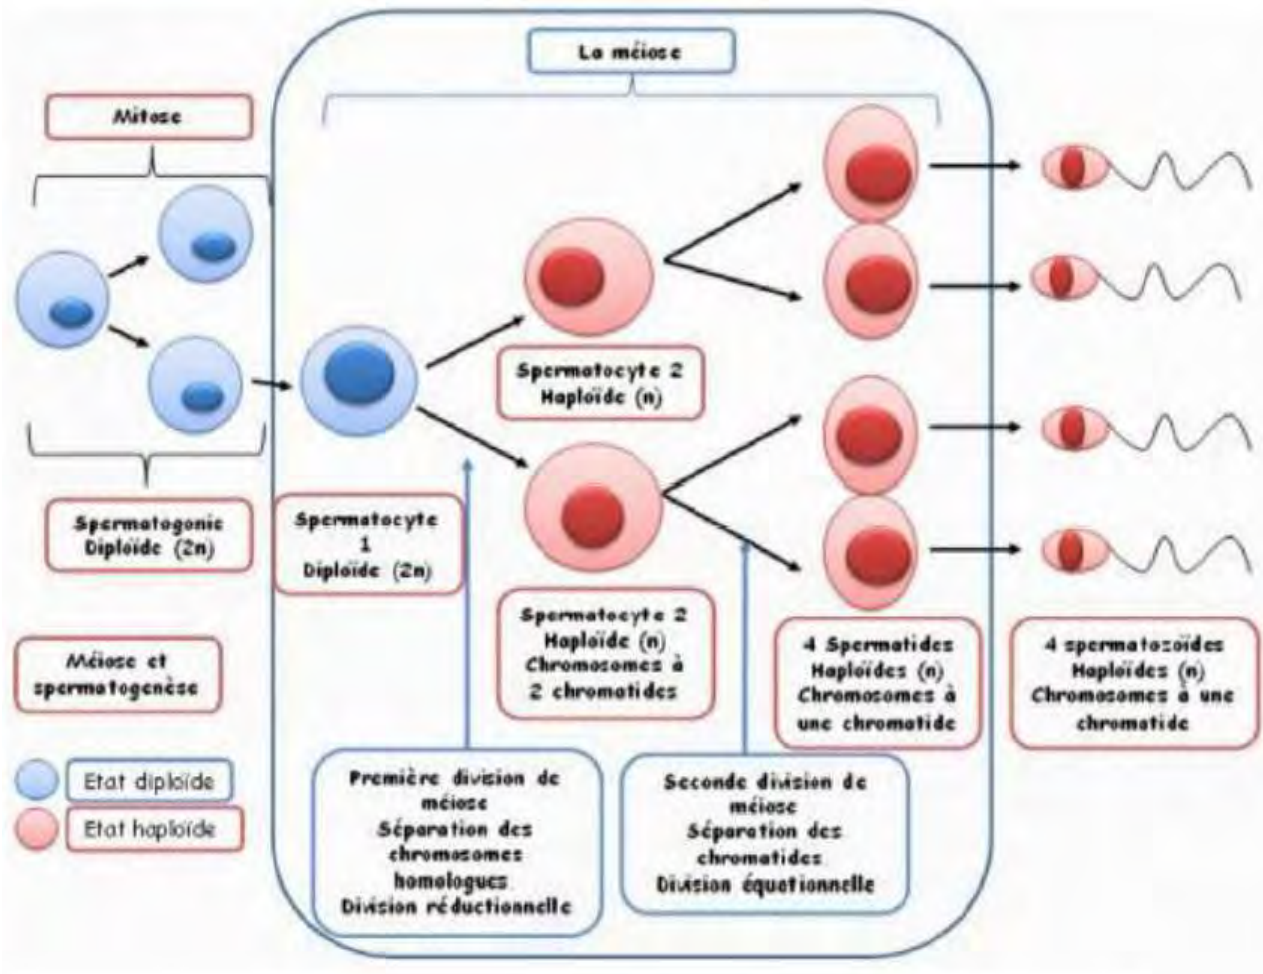 La méiose
Mitose
Spermatocyte 2
Haploïde (n)
Spermatogonie
Diploïde (2n)
Spermatocyte
1
Diploïde (2n)
Spermatocyte 2
Haploïde (n)
Chromosomes à
2 chromatides
4 Spermatides
Haploïdes (n)
Chromosomes à
une chromatide
4 spermatozoïdes
Haploïdes (n)
Chromosomes à une
chromatide
Méiose et
spermatogenèse
Etat diploïde
Etat haploïde
Première division de
méiose
Séparation des
chromosomes
homologues.
Division réductionnelle
Seconde division de
méiose
Séparation des
chromatides.
Division équationnelle